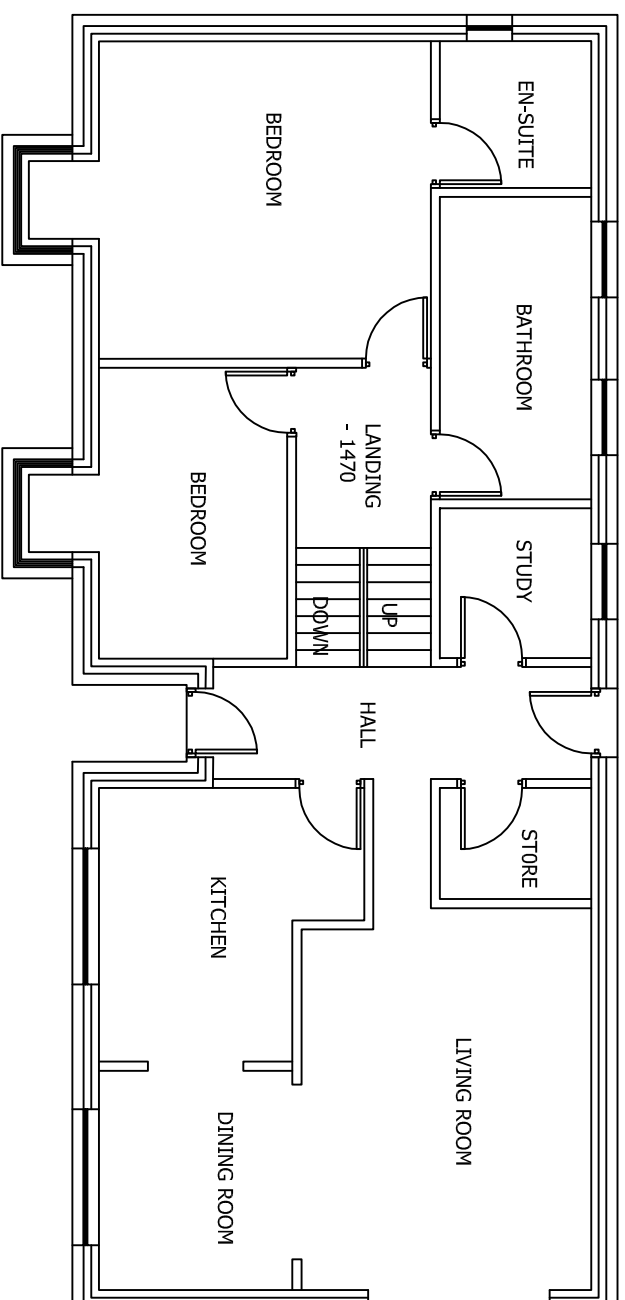 EN-SUITE
BEDROOM
BATHROOM
LANDING
- 1470
BEDROOM
STUDY
UP
DOWN
HALL
STORE
KITCHEN
LIVING ROOM
DINING ROOM